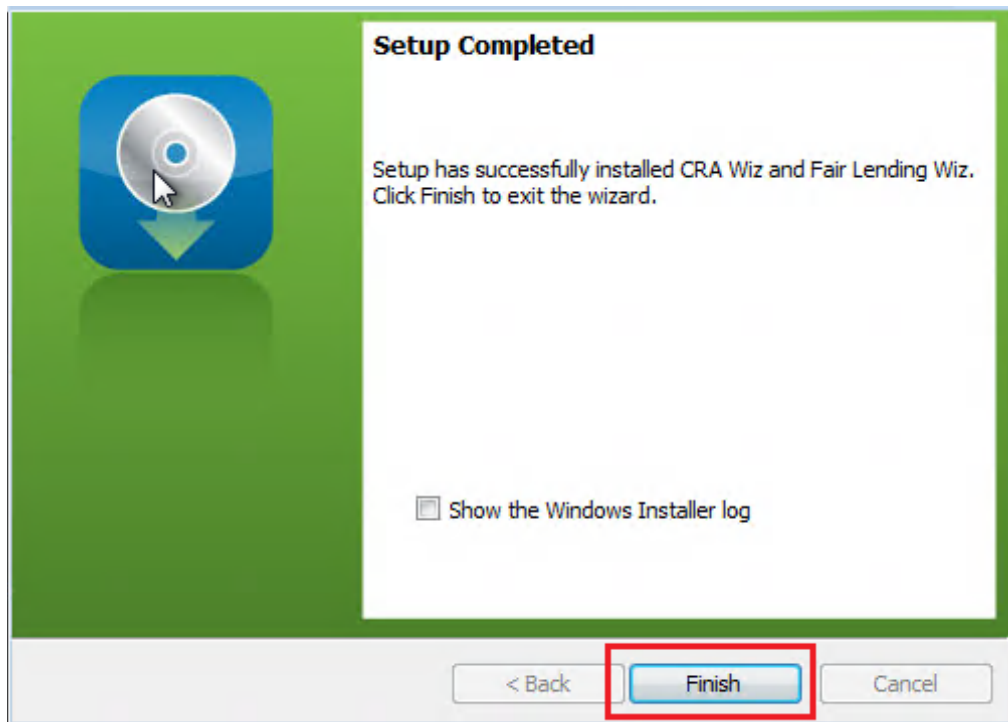 Setup Completed
Setup has successfully installed CRA Wiz and Fair Lending Wiz.
Click Finish to exit the wizard.
Show the Windows Installer log
< Back Finish Cancel